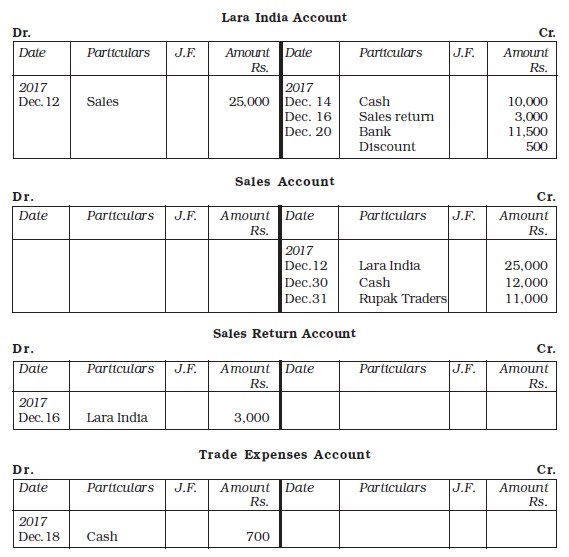 Lara India Account
Dr. Cr.
Date Particulars J.F. Amount Date Particulars J.F. Amount
Rs. Rs.
2017 2017
Dec.12 Sales 25,000 Dec. 14 Cash 10,000
Dec. 16 Sales return 3,000
Dec. 20 Bank 11,500
Discount 500
Sales Account
Dr. Cr.
Date Particulars J.F. Amount Date Particulars J.F. Amount
Rs. Rs.
2017
Dec.12 Lara India 25,000
Dec.30 Cash 12,000
Dec.31 Rupak Traders 11,000
Sales Return Account
Dr. Cr.
Date Particulars J.F. Amount Date Particulars J.F. Amount
Rs. Rs.
2017
Dec.16 Lara India 3,000
Trade Expenses Account
Dr. Cr.
Date Particulars J.F. Amount Date Particulars J.F. Amount
Rs. Rs.
2017
Dec.18 Cash 700